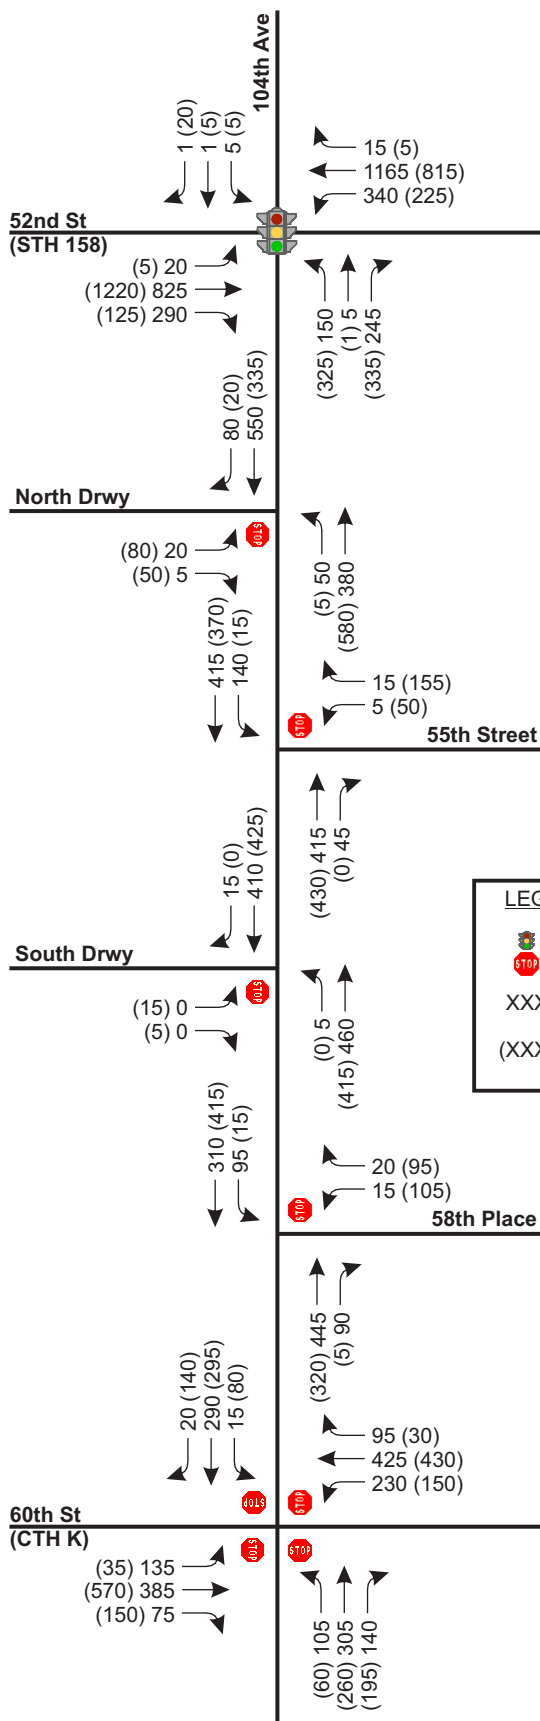 104th Ave
1 (20)
1 (5)
5 (5)
15 (5)
1165 (815)
340 (225)
52nd St
(STH 158)
(5) 20
(1220) 825
(125) 290
(325) 150
(1) 5
(335) 245
80 (20)
550 (335)
North Drwy
STOP
(80) 20
(50) 5
(5) 50
(580) 380
415 (370)
140 (15)
15 (155)
5 (50)
STOP
55th Street
(430) 415
(0) 45
15 (0)
410 (425)
South Drwy
STOP
(15) 0
(5) 0
(0) 5
(415) 460
STOP
XXX
(XXX
310 (415)
95 (15)
20 (95)
15 (105)
STOP
58th Place
(320) 445
(5) 90
20 (140)
290 (295)
15 (80)
95 (30)
425 (430)
230 (150)
STOP
STOP
60th St
(CTH K)
STOP
STOP
(35) 135
(570) 385
(150) 75
(60) 105
(260) 305
(195) 140